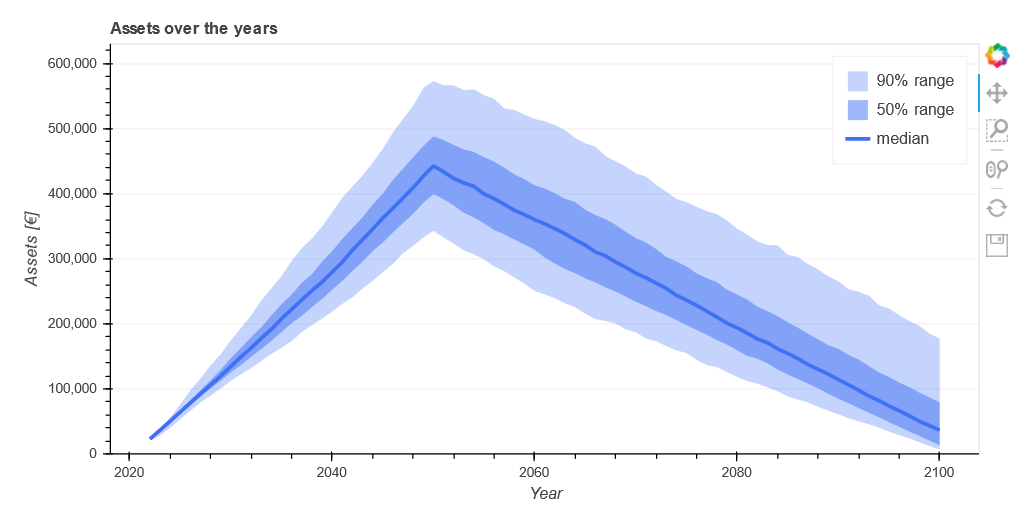 Assets over the years
90% range
50% range
median
600,000
500,000
400,000
300,000
200,000
100,000
0
Assets [€]
2020 2040 2060 2080 2100
Year